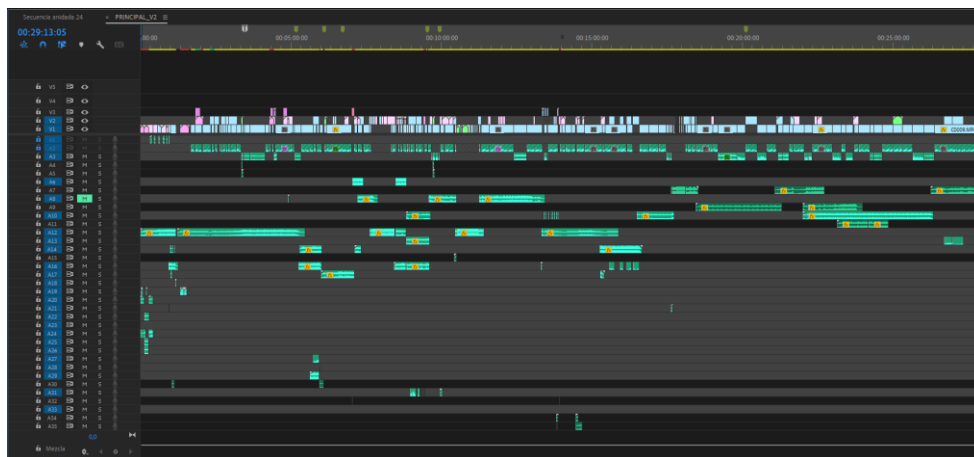 Secuencia anidada 24 × PRINCIPAL_V2
00:29:13:05
:00:00 00:05:00:00 00:10:00:00 00:15:00:00 00:20:00:00 00:25:00:00
V5
V4
V3
V2
V1
A3 M S
A4 M S
A5 M S
A6 M S
A7 M S
A8 M S
A9 M S
A10 M S
A11 M S
A12 M S
A13 M S
A14 M S
A15 M S
A16 M S
A17 M S
A18 M S
A19 M S
A20 M S
A21 M S
A22 M S
A23 M S
A24 M S
A25 M S
A26 M S
A27 M S
A28 M S
A29 M S
A30 M S
A31 M S
A32 M S
A33 M S
A34 M S
A35 M S
0,0
Mezcle 0.